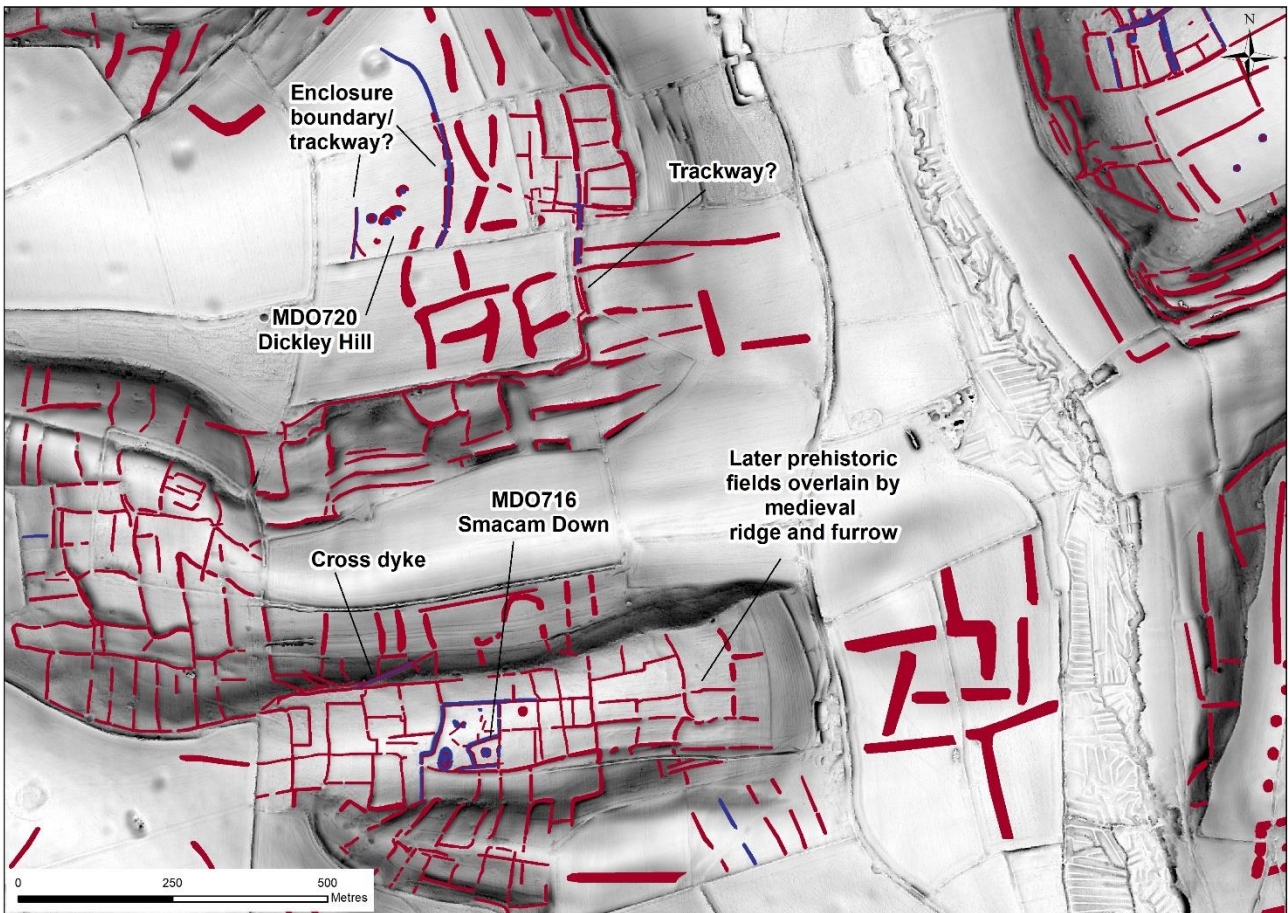 N
Enclosure
boundary/
trackway?
Trackway?
MDO720
Dickley Hill
Later prehistoric
fields overlain by
medieval
ridge and furrow
MDO716
Smacam Down
Cross dyke
0 250 500
Metres